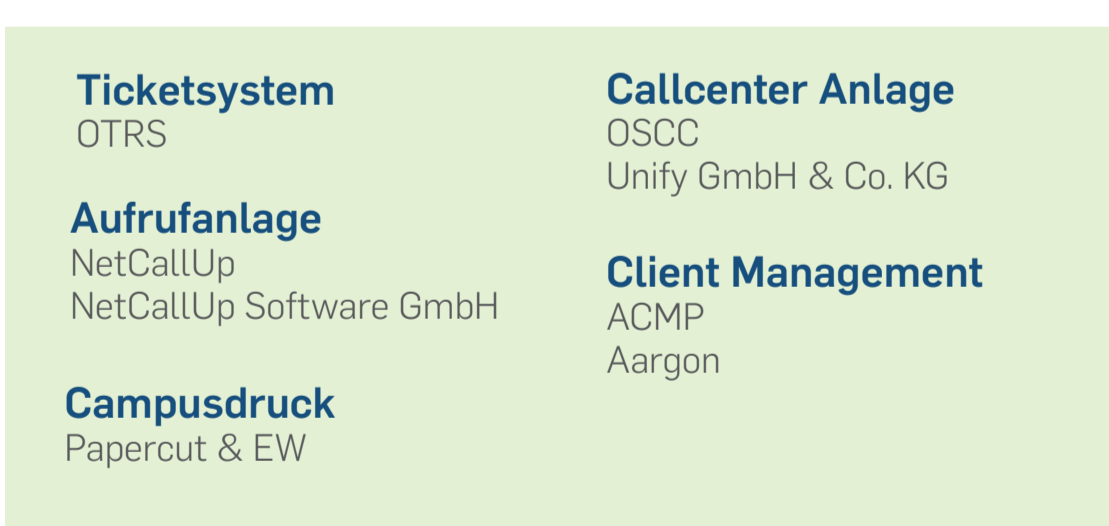 Ticketsystem
OTRS
Aufrufanlage
NetCallUp
NetCallUp Software GmbH
Campusdruck
Papercut & EW
Callcenter Anlage
OSCC
Unify GmbH & Co. KG
Client Management
ACMP
Aargon